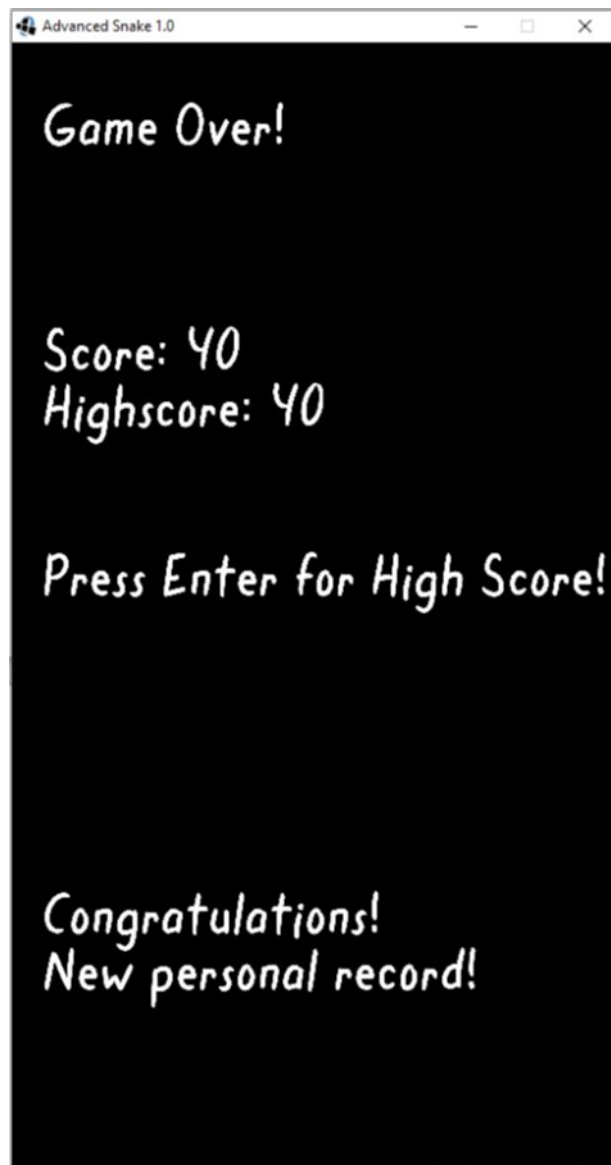 Advanced Snake 1.0
Game Over!
Score: 40
Highscore: 40
Press Enter for High Score!
Congratulations!
New personal record!